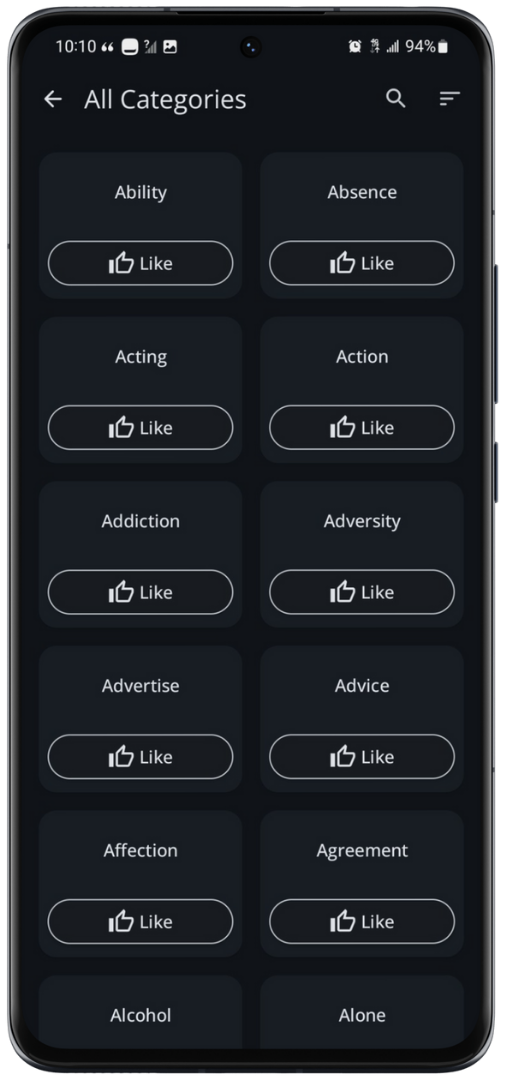 10:10 94%
All Categories
Ability Absence
Like Like
Acting Action
Like Like
Addiction Adversity
Like Like
Advertise Advice
Like Like
Affection Agreement
Like Like
Alcohol Alone